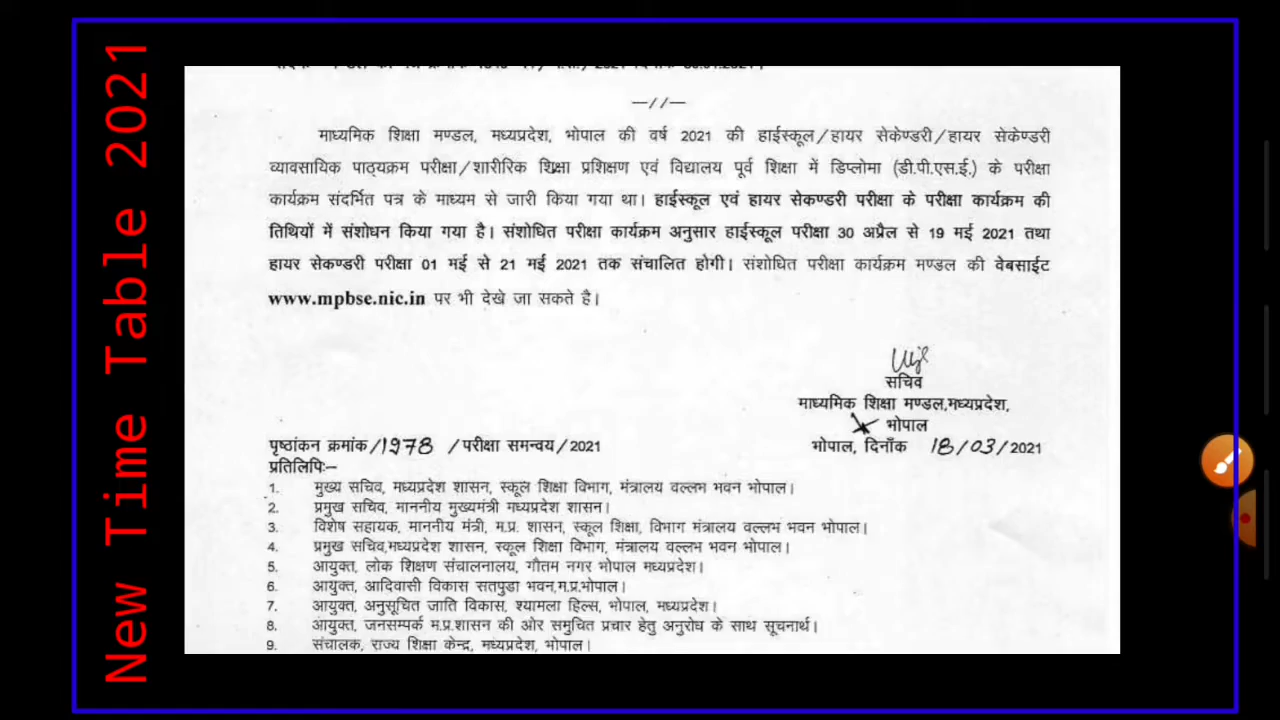 New Time Table 2021
—//—
माध्यमिक शिक्षा मण्डल, मध्यप्रदेश, भोपाल की वर्ष 2021 की हाईस्कूल/हायर सेकेण्डरी/हायर सेकेण्डरी
व्यावसायिक पाठ्यक्रम परीक्षा/शारीरिक शिक्षा प्रशिक्षण एवं विद्यालय पूर्व शिक्षा में डिप्लोमा (डी.पी.एस.ई.) के परीक्षा
कार्यक्रम संदर्भित पत्र के माध्यम से जारी किया गया था। हाईस्कूल एवं हायर सेकण्डरी परीक्षा के परीक्षा कार्यक्रम की
तिथियों में संशोधन किया गया है। संशोधित परीक्षा कार्यक्रम अनुसार हाईस्कूल परीक्षा 30 अप्रैल से 19 मई 2021 तथा
हायर सेकण्डरी परीक्षा 01 मई से 21 मई 2021 तक संचालित होगी। संशोधित परीक्षा कार्यक्रम मण्डल की वेबसाईट
www.mpbse.nic.in पर भी देखे जा सकते है।
सचिव
माध्यमिक शिक्षा मण्डल,मध्यप्रदेश,
भोपाल
पृष्ठांकन क्रमांक/1978 /परीक्षा समन्वय/2021 भोपाल, दिनाँक 18/03/2021
प्रतिलिपिः–
1. मुख्य सचिव, मध्यप्रदेश शासन, स्कूल शिक्षा विभाग, मंत्रालय वल्लभ भवन भोपाल।
2. प्रमुख सचिव, माननीय मुख्यमंत्री मध्यप्रदेश शासन।
3. विशेष सहायक, माननीय मंत्री, म.प्र. शासन, स्कूल शिक्षा, विभाग मंत्रालय वल्लभ भवन भोपाल।
4. प्रमुख सचिव,मध्यप्रदेश शासन, स्कूल शिक्षा विभाग, मंत्रालय वल्लभ भवन भोपाल।
5. आयुक्त, लोक शिक्षण संचालनालय, गौतम नगर भोपाल मध्यप्रदेश।
6. आयुक्त, आदिवासी विकास सतपुडा भवन,म.प्र.भोपाल।
7. आयुक्त, अनुसूचित जाति विकास, श्यामला हिल्स, भोपाल, मध्यप्रदेश।
8. आयुक्त, जनसम्पर्क म.प्र.शासन की ओर समुचित प्रचार हेतु अनुरोध के साथ सूचनार्थ।
9. संचालक, राज्य शिक्षा केन्द्र, मध्यप्रदेश, भोपाल।